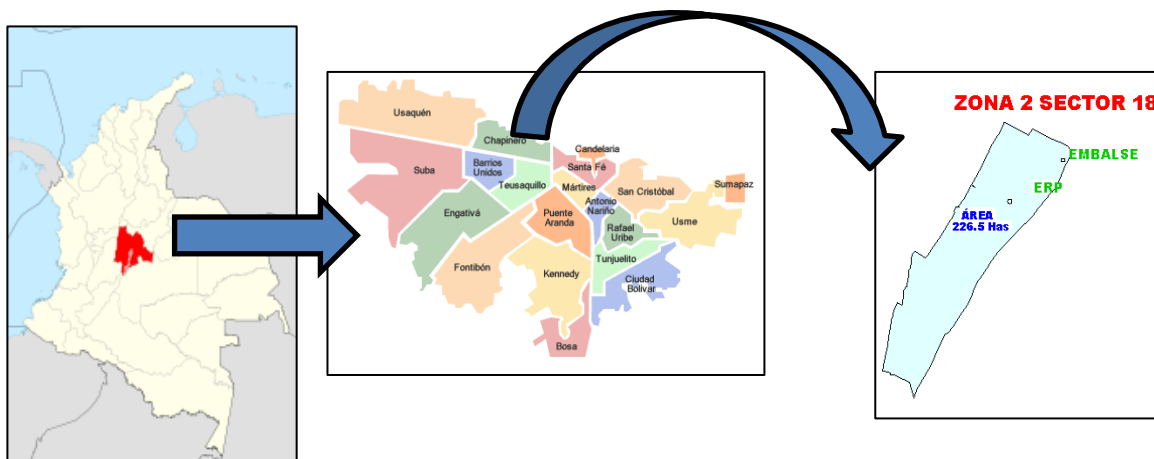 Usaquén
Chapinero
Suba
Barrios
Unidos
Teusaquillo
Engativá
Fontibón
Candelaria
Santa Fé
Mártires
Antonio
Nariño
San Cristóbal
Sumapaz
Puente
Aranda
Rafael
Uribe
Usme
Kennedy
Tunjuelito
Ciudad
Bolivar
Bosa
ZONA 2 SECTOR 18
EMBALSE
ERP
ÁREA
226.5 Has